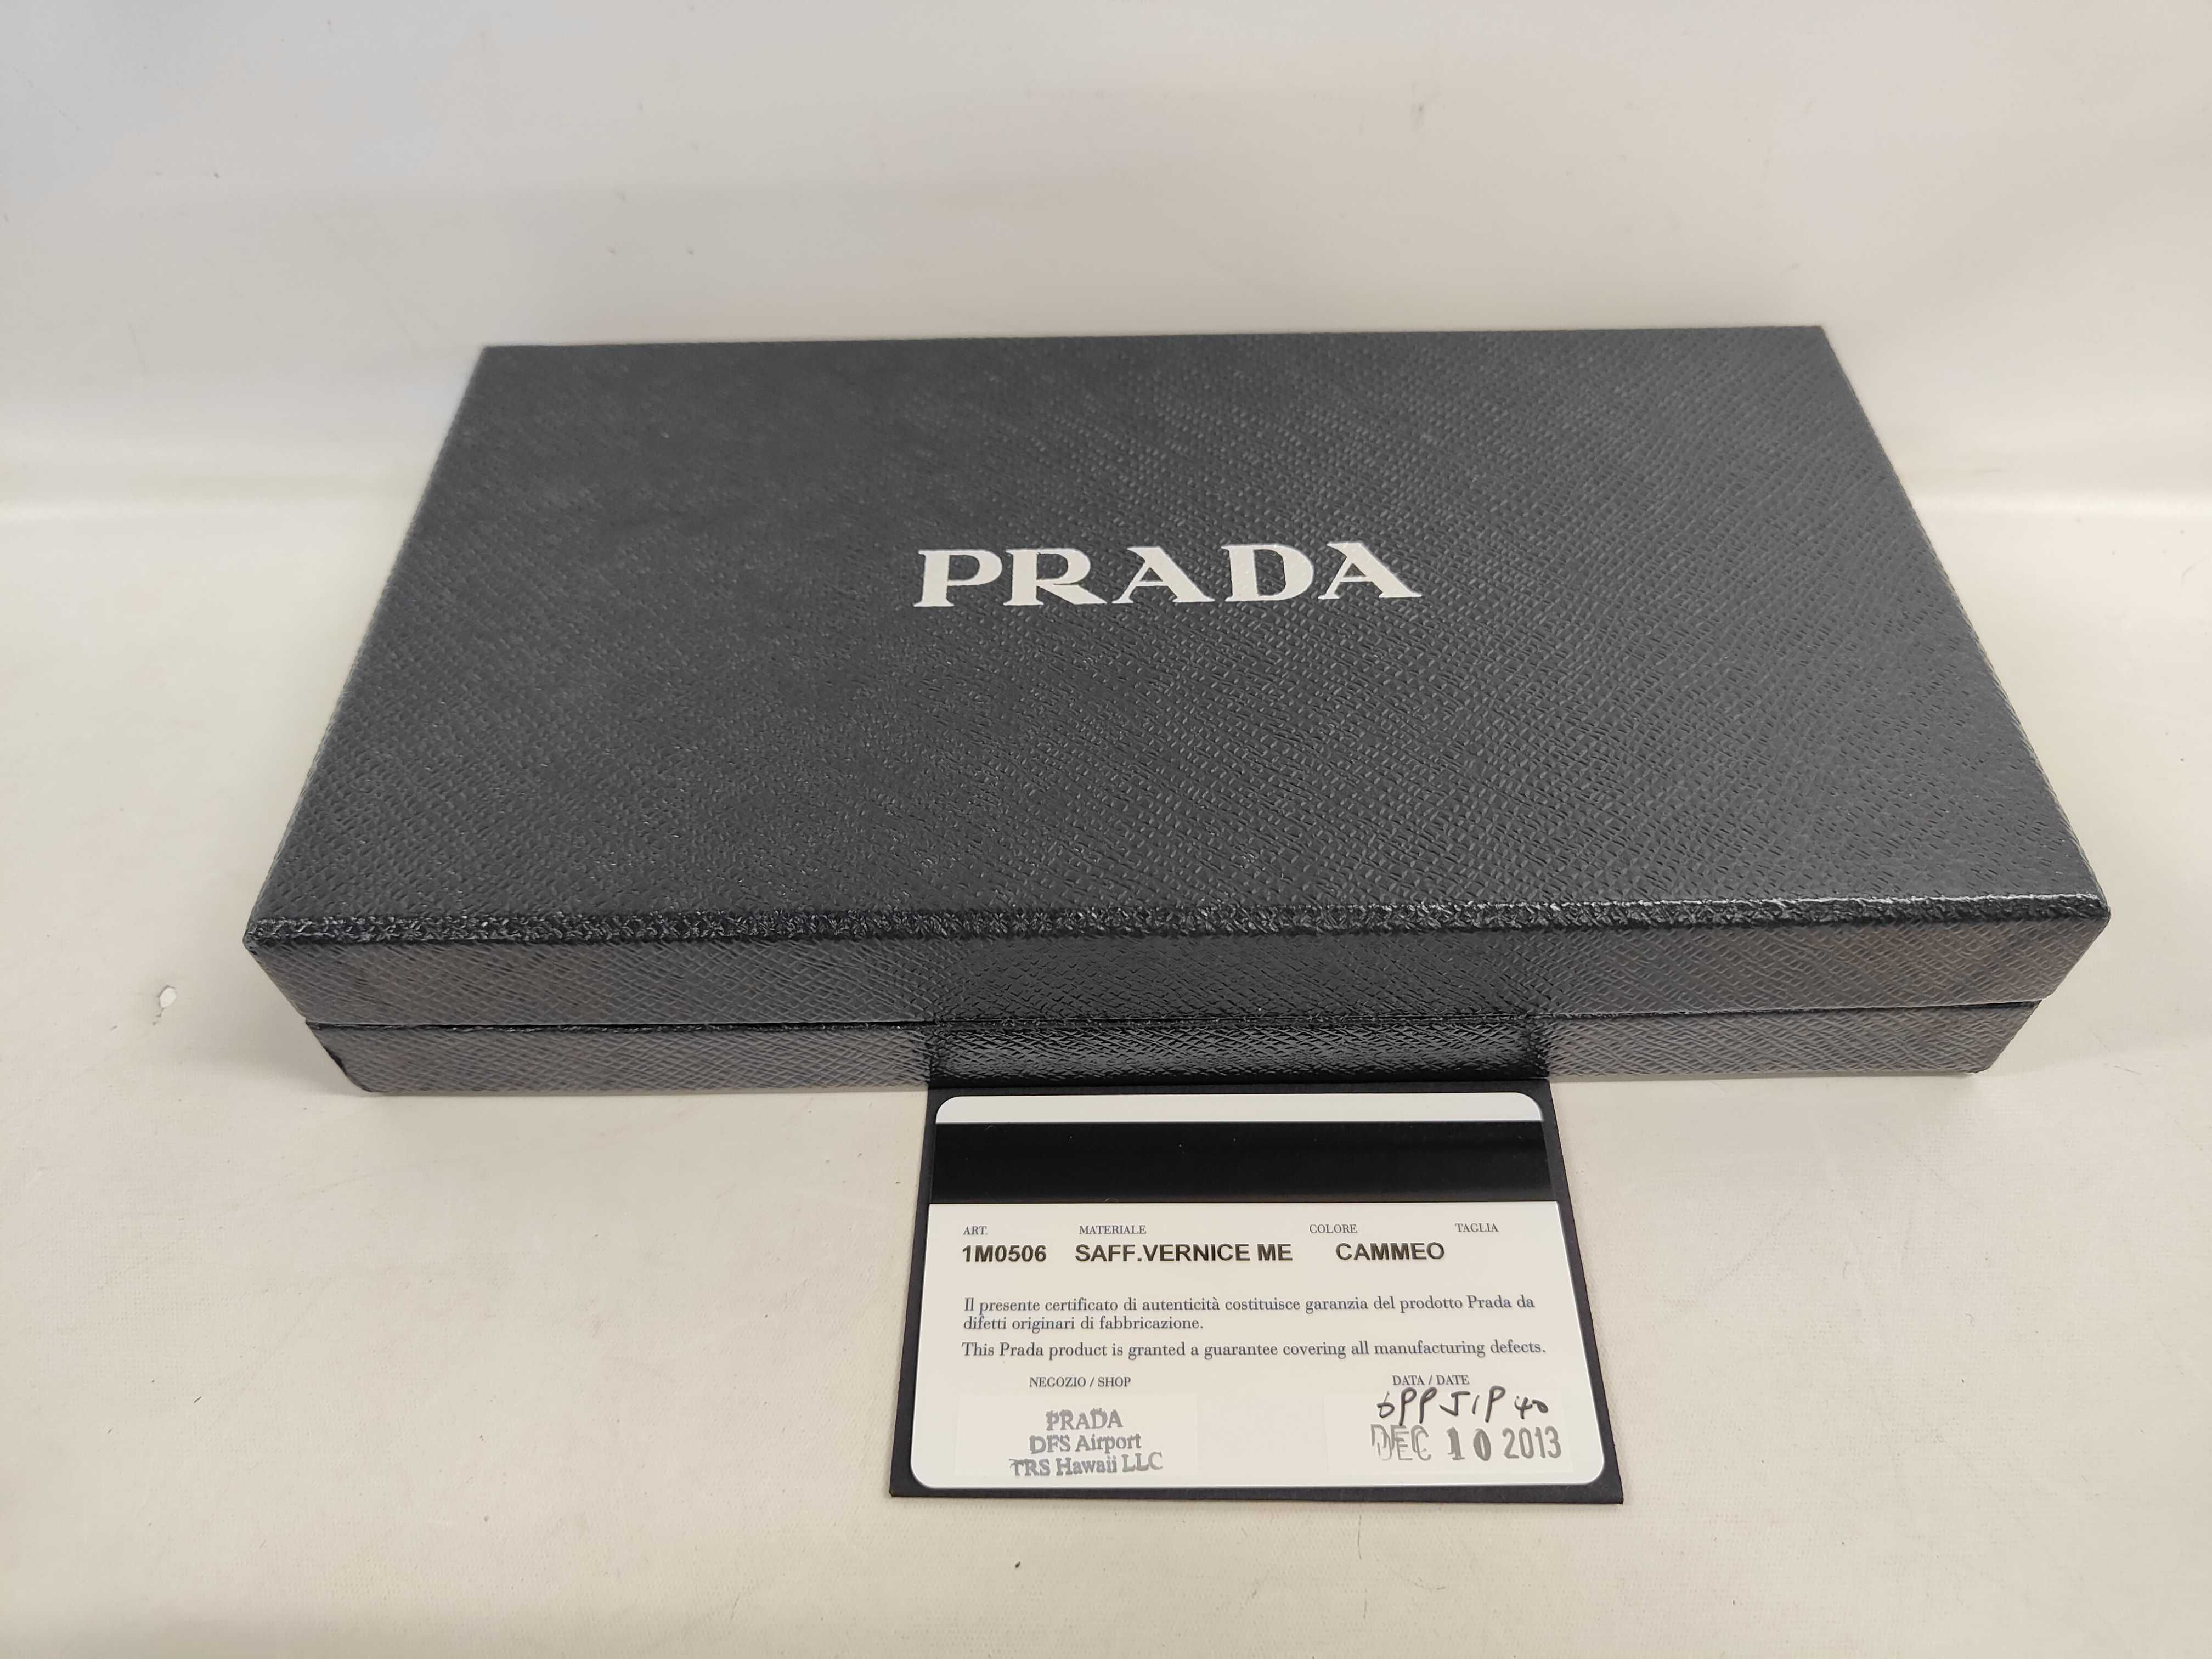 PRADA
ART. MATERIALE COLORE TAGLIA
1M0506 SAFF.VERNICE ME CAMMEO
Il presente certificato di autenticità costituisce garanzia del prodotto Prada da
difetti originari di fabbricazione.
This Prada product is granted a guarantee covering all manufacturing defects.
NEGOZIO / SHOP DATA / DATE
PRADA
DFS Airport
TRS Hawaii LLC
DEC 10 2013